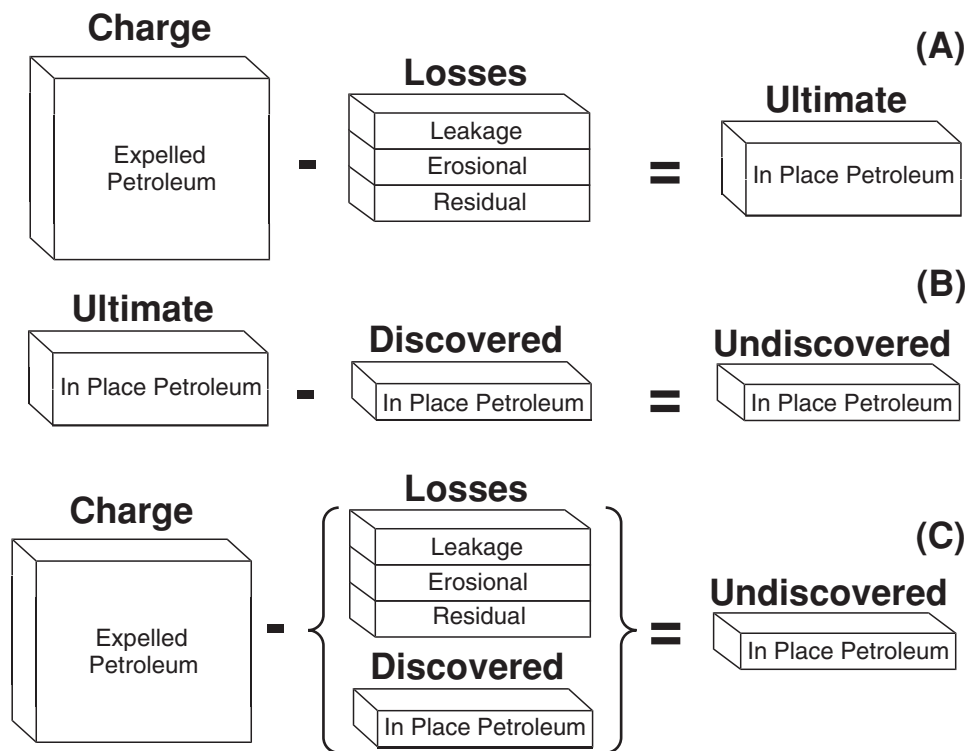 Charge
Losses
(A)
Ultimate
Expelled
Petroleum
-
Leakage
Erosional
Residual
=
In Place Petroleum
(B)
Ultimate
Discovered
Undiscovered
In Place Petroleum
-
In Place Petroleum
=
In Place Petroleum
Losses
Charge
(C)
Undiscovered
Expelled
Petroleum
-
{
Leakage
Erosional
Residual
Discovered
In Place Petroleum
}
=
In Place Petroleum